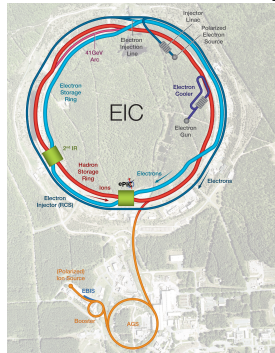 Injector
Linac
Polarized
Electron
Source
Electron
Injection
Line
41GeV
Arc
Electron
Storage
Ring
Electron
Cooler
EIC
Electron
Gun
2nd IR
Hadron
Storage
Ring
Electrons
ePIC
Ions
Electrons
Electron
Injector (RCS)
(Polarized)
Ion Source
EBIS
Booster
AGS